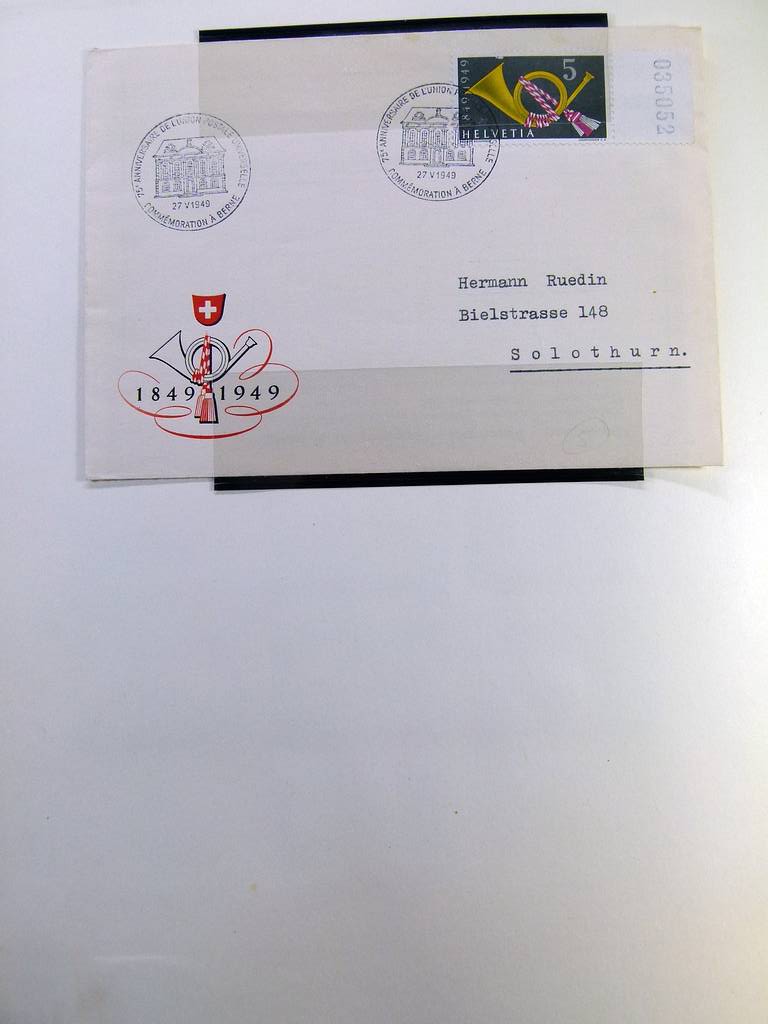 75e ANNIVERSAIRE DE L'UNION POSTALE UNIVERSELLE
27 V 1949
COMMÉMORATION À BERNE
75e ANNIVERSAIRE DE L'UNION
27 V 1949
COMMÉMORATION À BERNE
1849 1949
5
HELVETIA
035052
Hermann Ruedin
Bielstrasse 148
Solothurn.
1849 1949
5